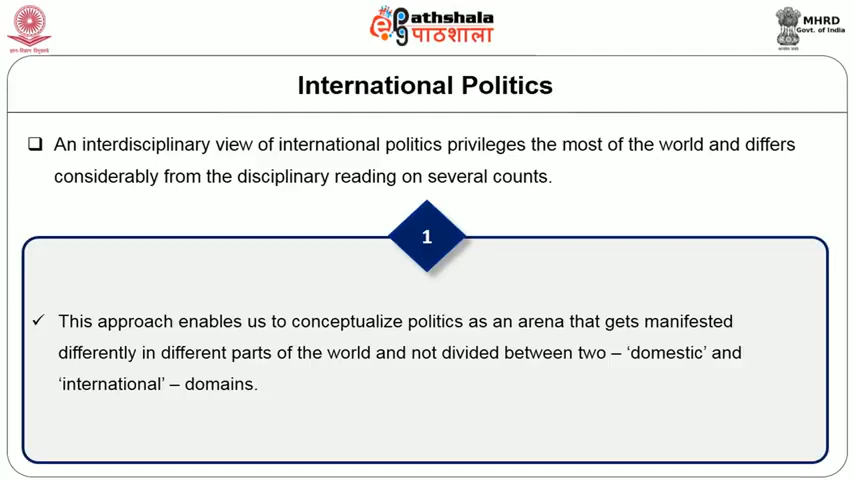 ePathshala
पाठशाला
MHRD
Govt. of India
International Politics
An interdisciplinary view of international politics privileges the most of the world and differs
considerably from the disciplinary reading on several counts.
1
This approach enables us to conceptualize politics as an arena that gets manifested
differently in different parts of the world and not divided between two – ‘domestic’ and
‘international’ – domains.